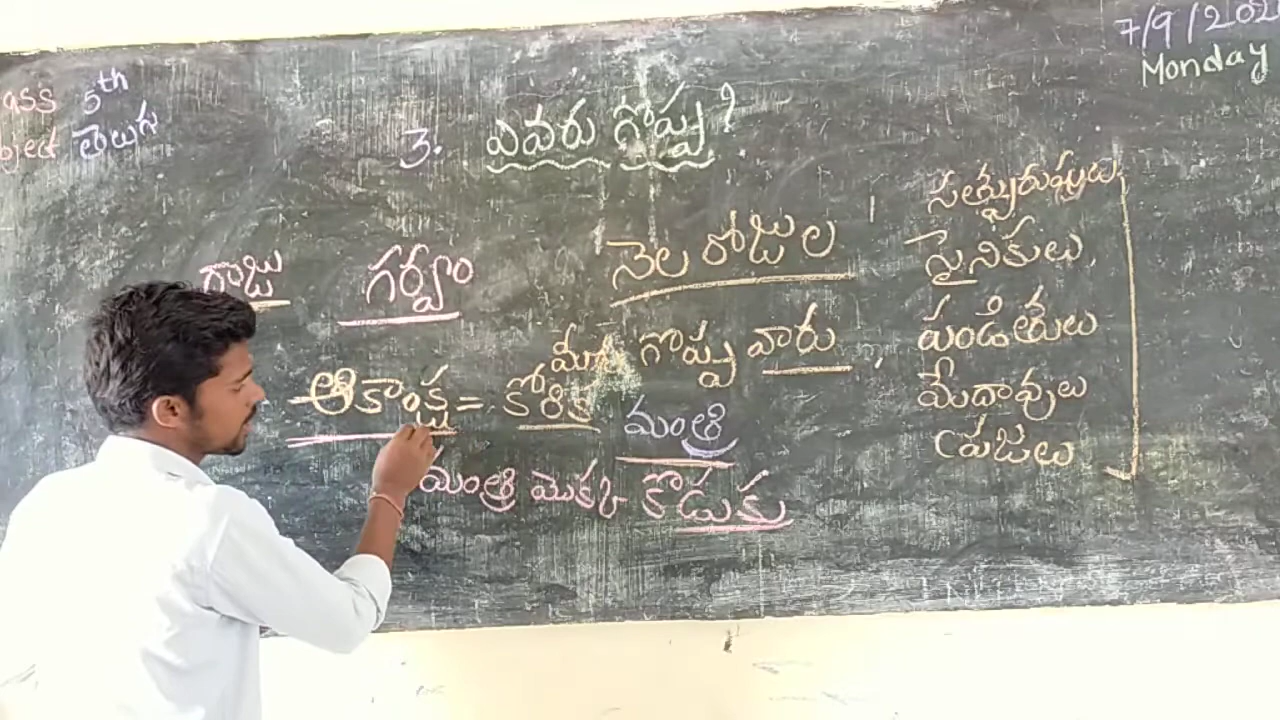 7/9/202
Monday
ass 5th
bject తెలుగు
3. ఎవరు గొప్ప?
రాజు గర్వం నెల రోజుల
మీలో గొప్ప వారు
ఆకాంక్ష = కోరిక
మంత్రి
మంత్రి మొక్క కొడుకు
సత్పురుషులు,
సైనికులు,
పండితులు
మేదావులు
ప్రజలు